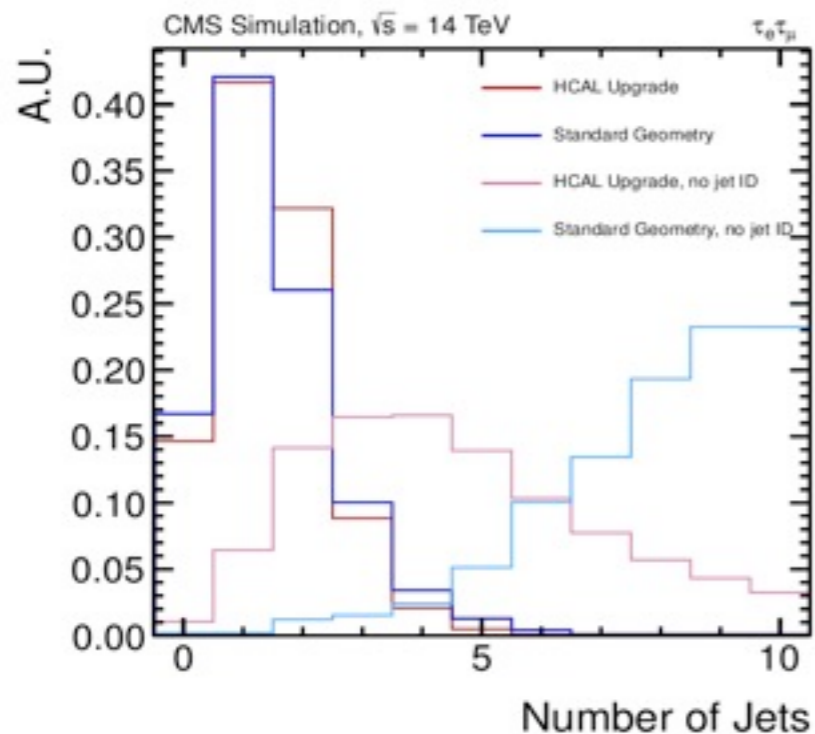 CMS Simulation, √s = 14 TeV
τeτμ
A.U.
HCAL Upgrade
Standard Geometry
HCAL Upgrade, no jet ID
Standard Geometry, no jet ID
0.40
0.35
0.30
0.25
0.20
0.15
0.10
0.05
0.00
0 5 10
Number of Jets